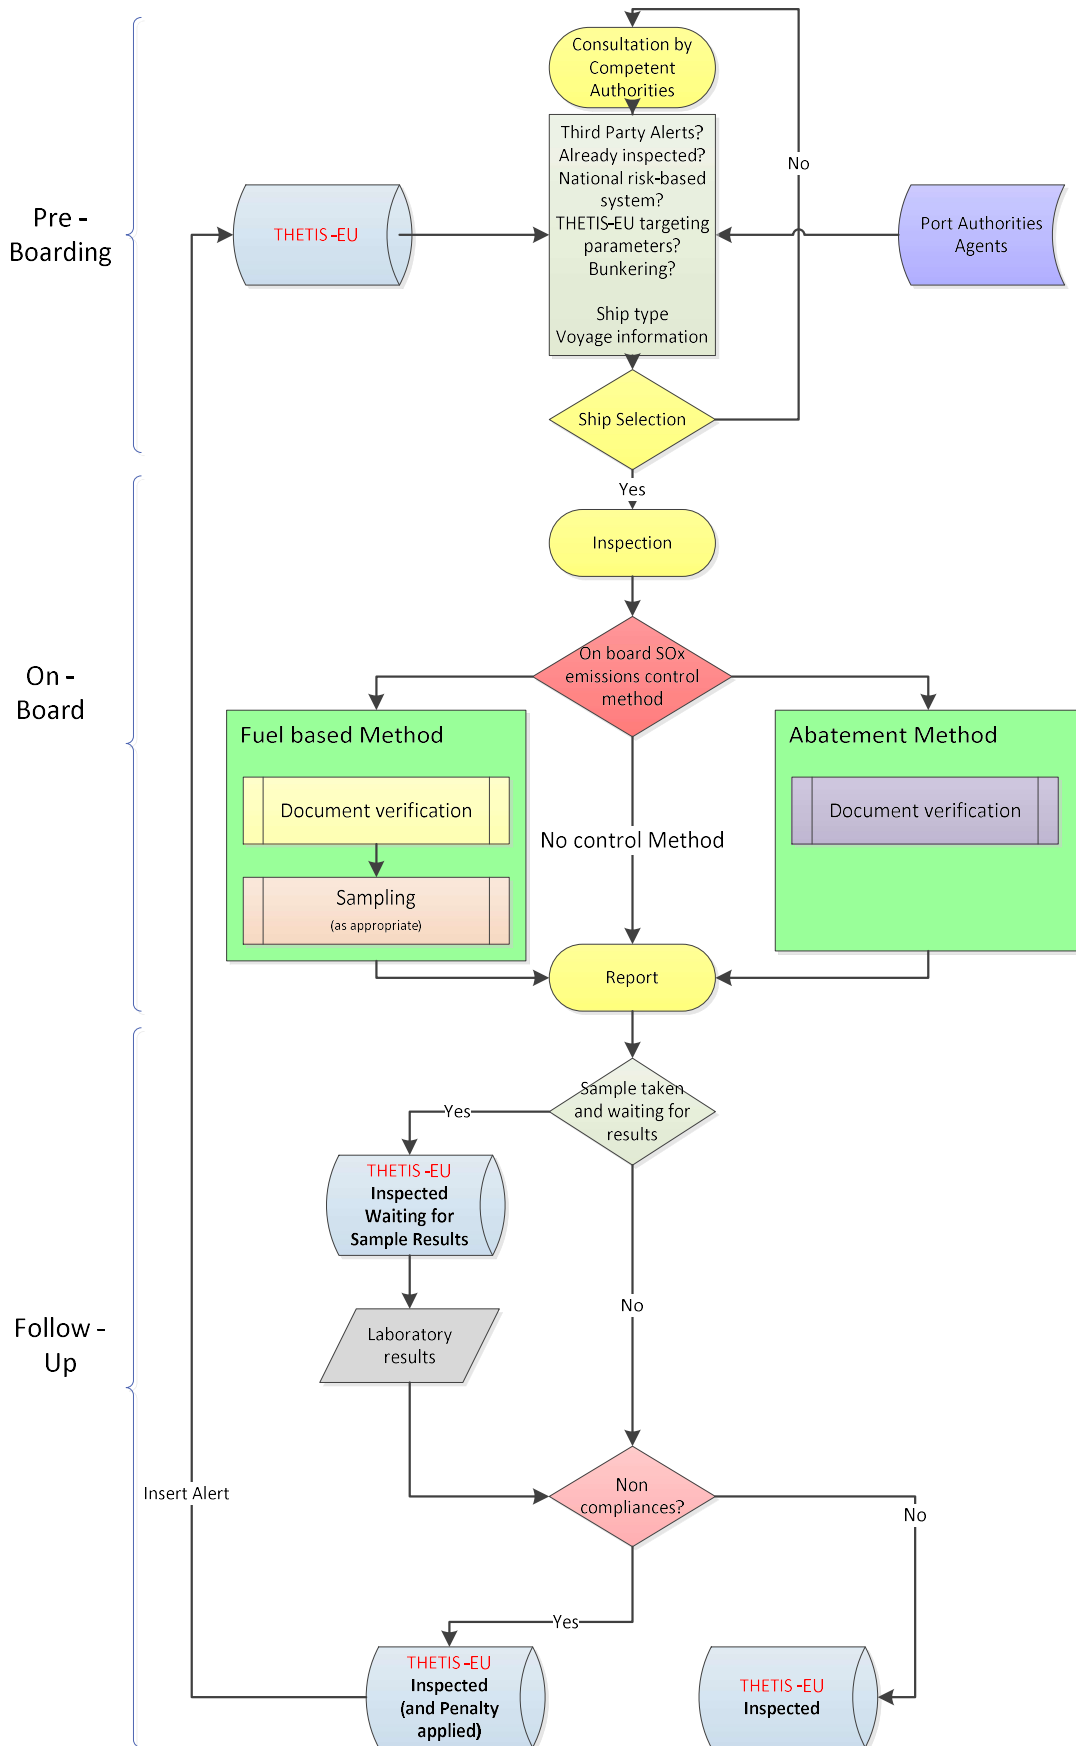 Consultation by
Competent
Authorities
Third Party Alerts?
Already inspected?
National risk-based
system?
THETIS-EU targeting
parameters?
Bunkering?
Ship type
Voyage information
No
Pre -
Boarding
THETIS-EU
Port Authorities
Agents
Ship Selection
Yes
Inspection
On -
Board
On board SOx
emissions control
method
Fuel based Method
Document verification
Sampling
(as appropriate)
No control Method
Abatement Method
Document verification
Report
Sample taken
and waiting for
results
Yes
THETIS-EU
Inspected
Waiting for
Sample Results
No
Follow -
Up
Laboratory
results
Insert Alert
Non
compliances?
No
Yes
THETIS-EU
Inspected
(and Penalty
applied)
THETIS-EU
Inspected